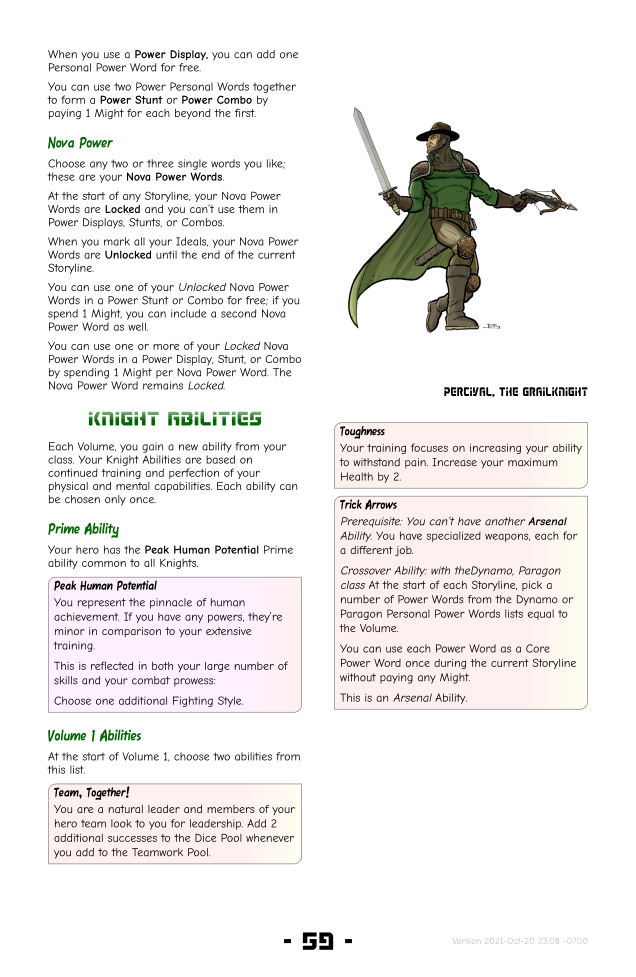 When you use a Power Display, you can add one
Personal Power Word for free.
You can use two Power Personal Words together
to form a Power Stunt or Power Combo by
paying 1 Might for each beyond the first.
Nova Power
Choose any two or three single words you like;
these are your Nova Power Words.
At the start of any Storyline, your Nova Power
Words are Locked and you can't use them in
Power Displays, Stunts, or Combos.
When you mark all your Ideals, your Nova Power
Words are Unlocked until the end of the current
Storyline.
You can use one of your Unlocked Nova Power
Words in a Power Stunt or Combo for free; if you
spend 1 Might, you can include a second Nova
Power Word as well.
You can use one or more of your Locked Nova
Power Words in a Power Display, Stunt, or Combo
by spending 1 Might per Nova Power Word. The
Nova Power Word remains Locked.
KNIGHT ABILITIES
Each Volume, you gain a new ability from your
class. Your Knight Abilities are based on
continued training and perfection of your
physical and mental capabilities. Each ability can
be chosen only once.
Prime Ability
Your hero has the Peak Human Potential Prime
ability common to all Knights.
Peak Human Potential
You represent the pinnacle of human
achievement. If you have any powers, they're
minor in comparison to your extensive
training.
This is reflected in both your large number of
skills and your combat prowess:
Choose one additional Fighting Style.
Volume 1 Abilities
At the start of Volume 1, choose two abilities from
this list.
Team, Together!
You are a natural leader and members of your
hero team look to you for leadership. Add 2
additional successes to the Dice Pool whenever
you add to the Teamwork Pool.
PERCIVAL, THE GRAILKNIGHT
Toughness
Your training focuses on increasing your ability
to withstand pain. Increase your maximum
Health by 2.
Trick Arrows
Prerequisite: You can't have another Arsenal
Ability. You have specialized weapons, each for
a different job.
Crossover Ability: with theDynamo, Paragon
class At the start of each Storyline, pick a
number of Power Words from the Dynamo or
Paragon Personal Power Words lists equal to
the Volume.
You can use each Power Word as a Core
Power Word once during the current Storyline
without paying any Might.
This is an Arsenal Ability.
- 59 -
Version 2021-Oct-20 23:08 -0700